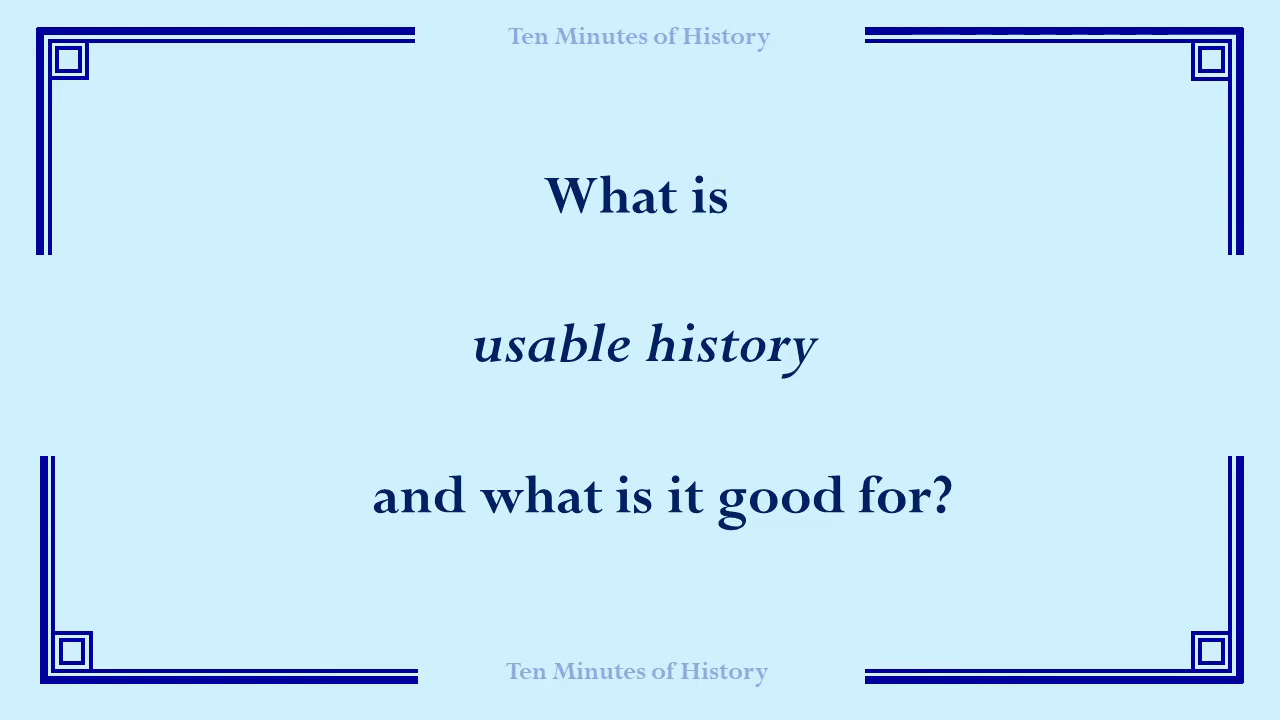 Ten Minutes of History
What is
usable history
and what is it good for?
Ten Minutes of History